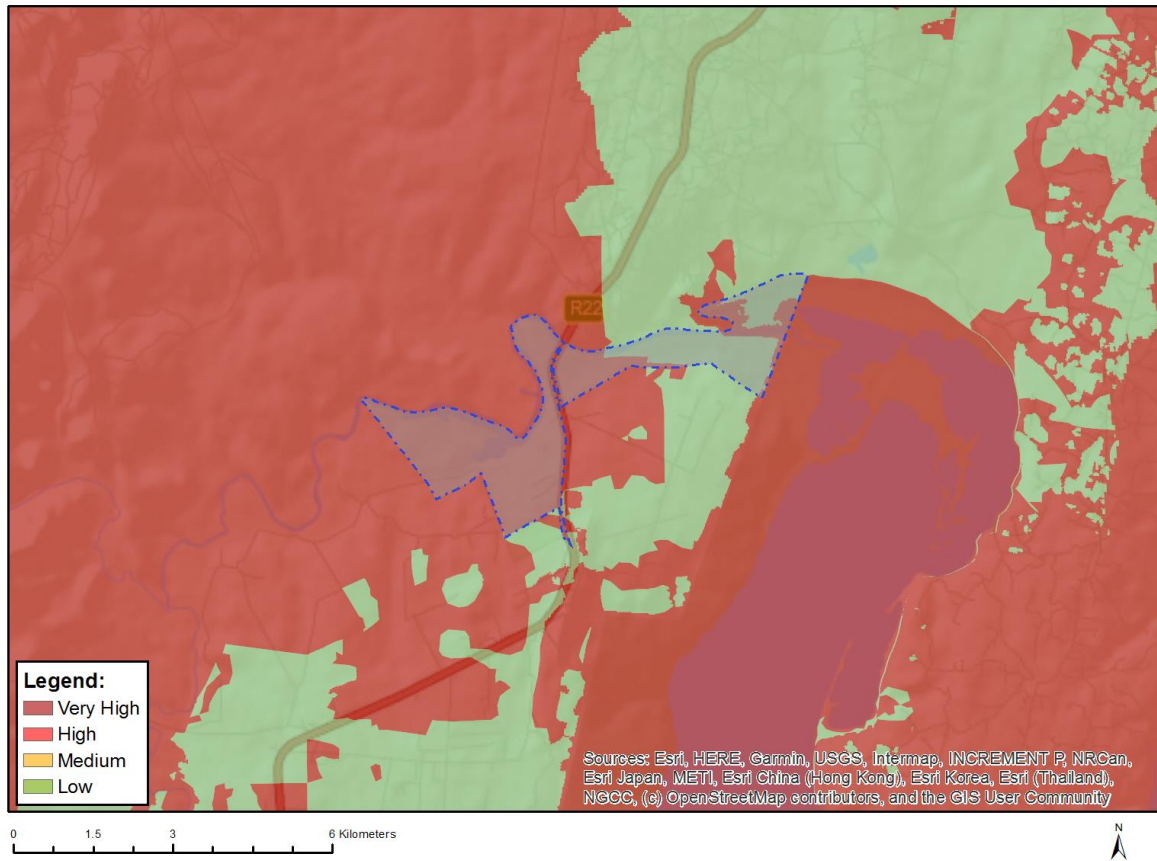 R22
Legend:
Very High
High
Medium
Low
Sources: Esri, HERE, Garmin, USGS, Intermap, INCREMENT P, NRCan,
Esri Japan, METI, Esri China (Hong Kong), Esri Korea, Esri (Thailand),
NGCC, (c) OpenStreetMap contributors, and the GIS User Community
0 1.5 3 6 Kilometers
N